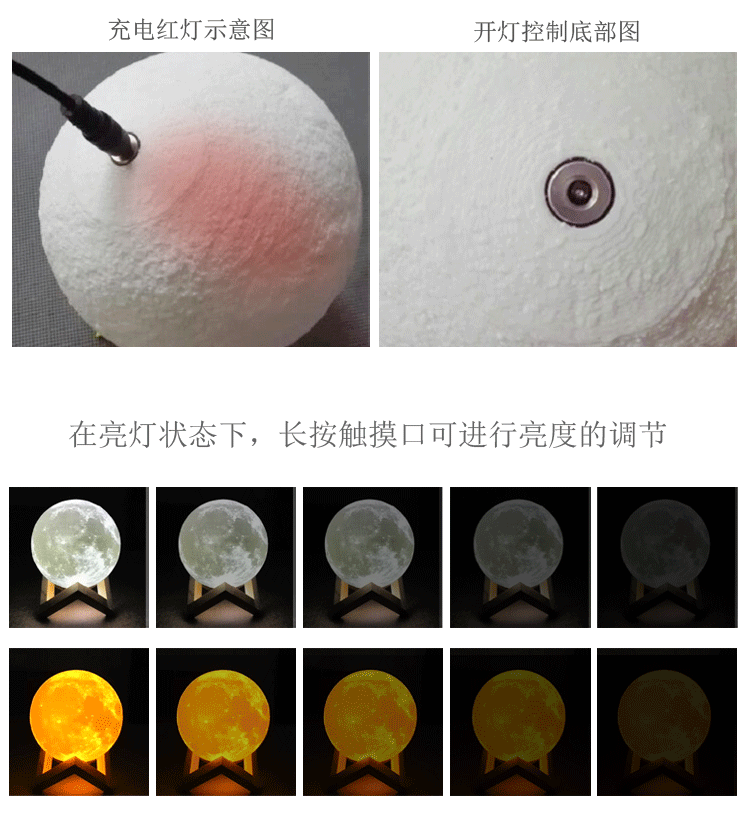 充电红灯示意图
开灯控制底部图
在亮灯状态下，长按触摸口可进行亮度的调节